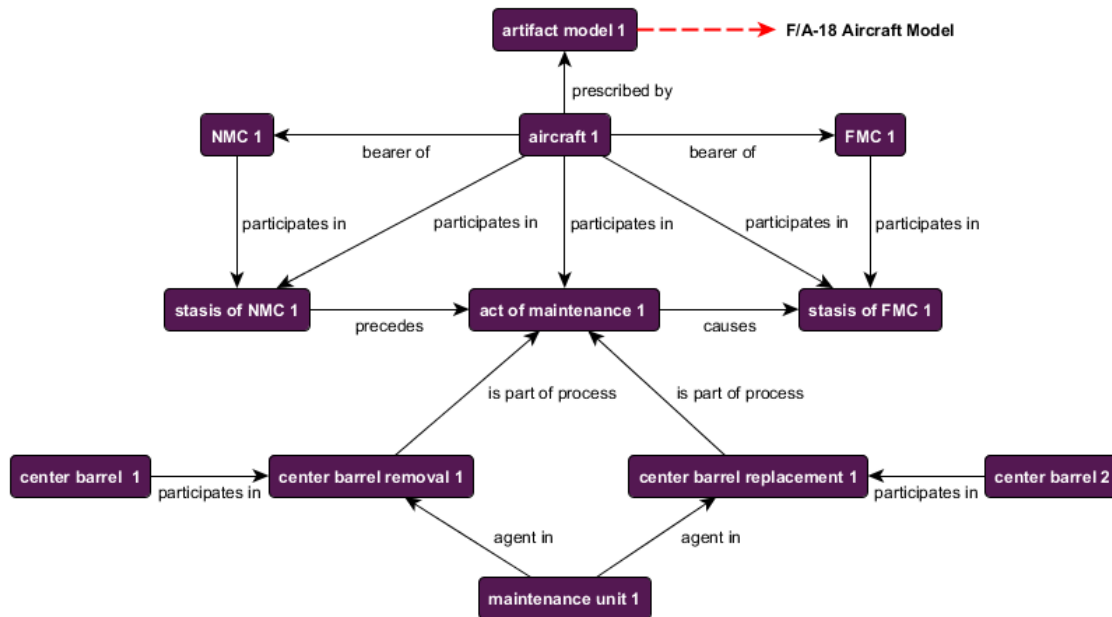 artifact model 1
F/A-18 Aircraft Model
prescribed by
NMC 1
aircraft 1
FMC 1
bearer of
bearer of
participates in
participates in
participates in
participates in
participates in
stasis of NMC 1
act of maintenance 1
stasis of FMC 1
precedes
causes
is part of process
is part of process
center barrel  1
center barrel removal 1
center barrel replacement 1
center barrel 2
participates in
participates in
agent in
agent in
maintenance unit 1